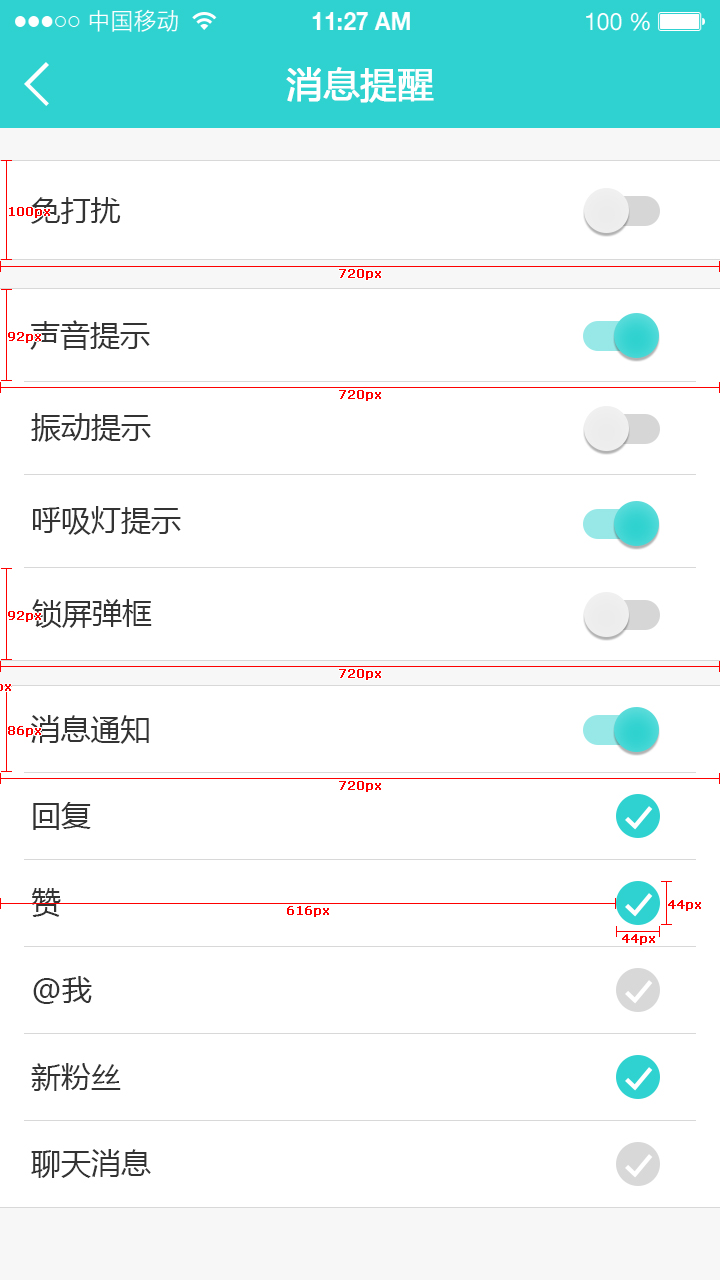 中国移动 11:27 AM 100 %
消息提醒
100px 免打扰
720px
92px 声音提示
720px
振动提示
呼吸灯提示
92px 锁屏弹框
720px
px
86px 消息通知
720px
回复
赞 616px 44px
44px
@我
新粉丝
聊天消息